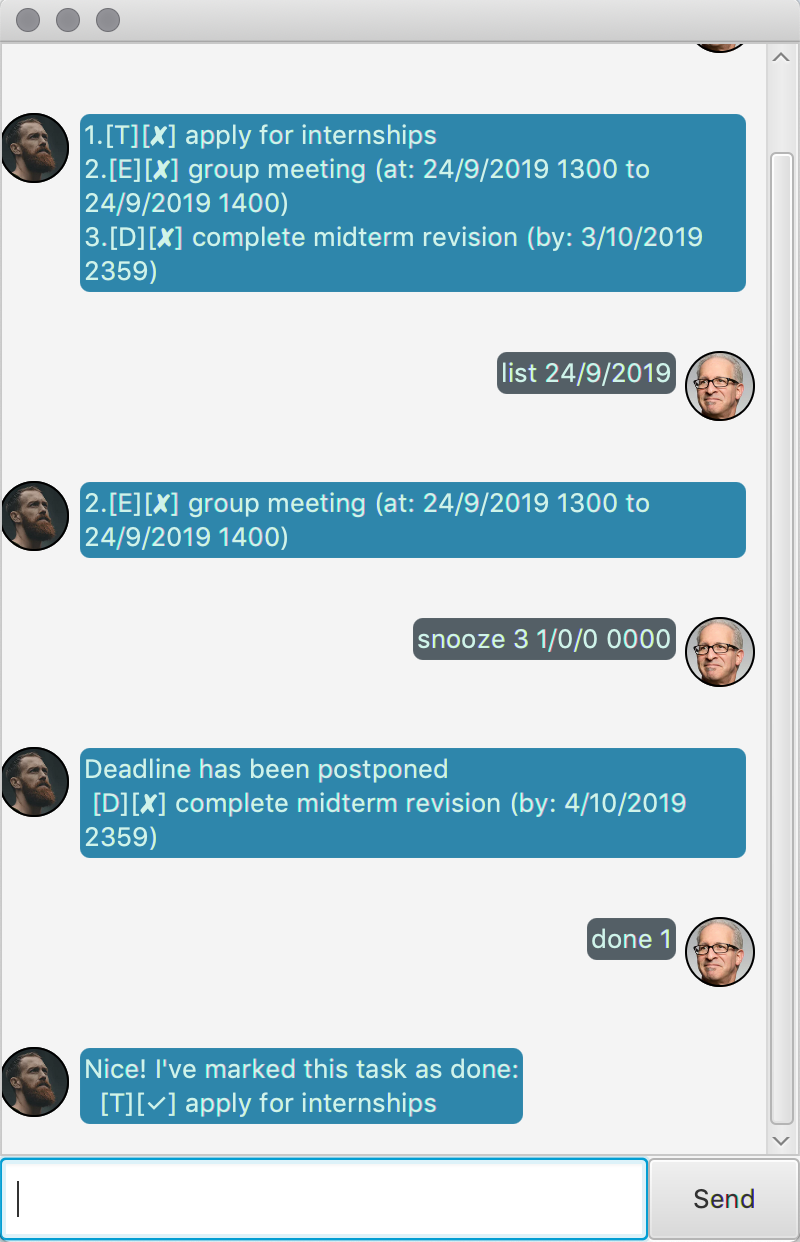 1.[T][✘] apply for internships
2.[E][✘] group meeting (at: 24/9/2019 1300 to
24/9/2019 1400)
3.[D][✘] complete midterm revision (by: 3/10/2019
2359)
list 24/9/2019
2.[E][✘] group meeting (at: 24/9/2019 1300 to
24/9/2019 1400)
snooze 3 1/0/0 0000
Deadline has been postponed
[D][✘] complete midterm revision (by: 4/10/2019
2359)
done 1
Nice! I've marked this task as done:
[T][✓] apply for internships
Send